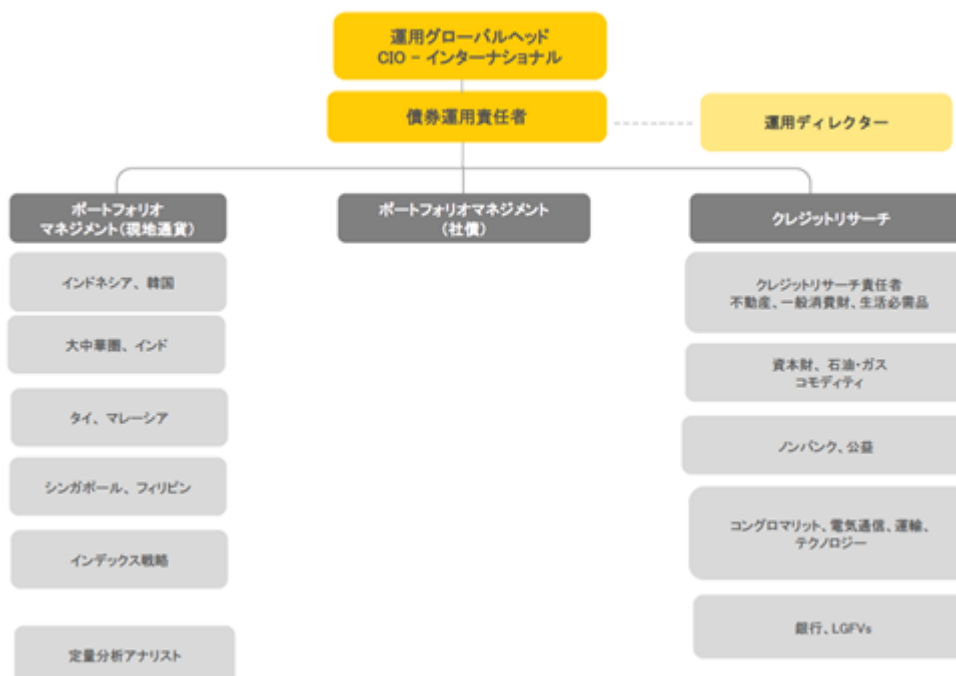 運用グローバルヘッド
CIO - インターナショナル
債券運用責任者
運用ディレクター
ポートフォリオ
マネジメント(現地通貨)
インドネシア、韓国
大中華圏、インド
タイ、マレーシア
シンガポール、フィリピン
インデックス戦略
定量分析アナリスト
ポートフォリオマネジメント
(社債)
クレジットリサーチ
クレジットリサーチ責任者
不動産、一般消費財、生活必需品
資本財、石油・ガス
コモディティ
ノンバンク、公益
コングロマリット、電気通信、運輸、
テクノロジー
銀行、LGFVs